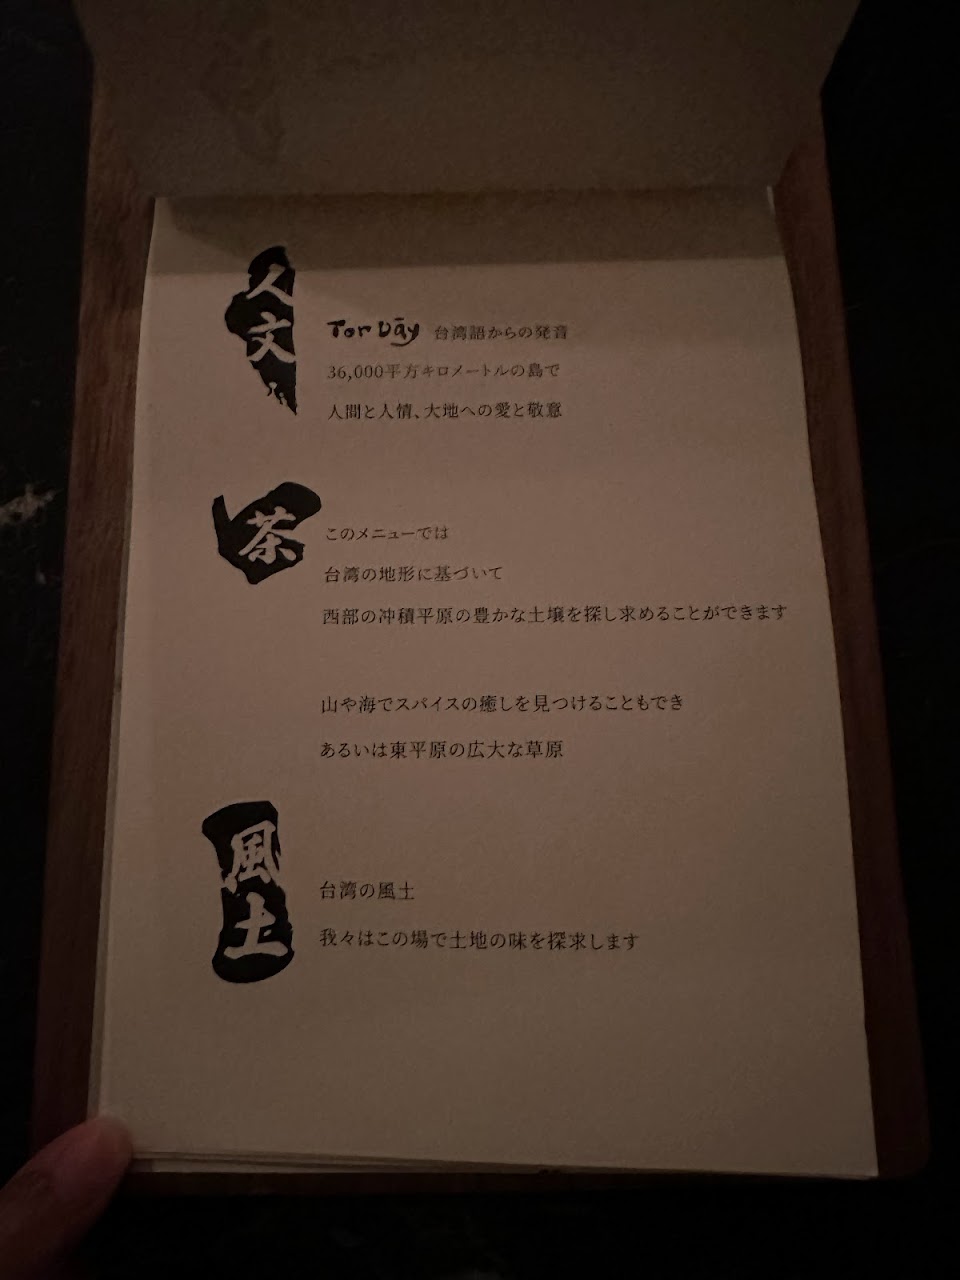 人文
Tor Dāy 台湾語からの発音
36,000平方キロメートルの島で
人間と人情、大地への愛と敬意
茶
このメニューでは
台湾の地形に基づいて
西部の冲積平原の豊かな土壌を探し求めることができます
山や海でスパイスの癒しを見つけることもでき
あるいは東平原の広大な草原
風土
台湾の風土
我々はこの場で土地の味を探求します